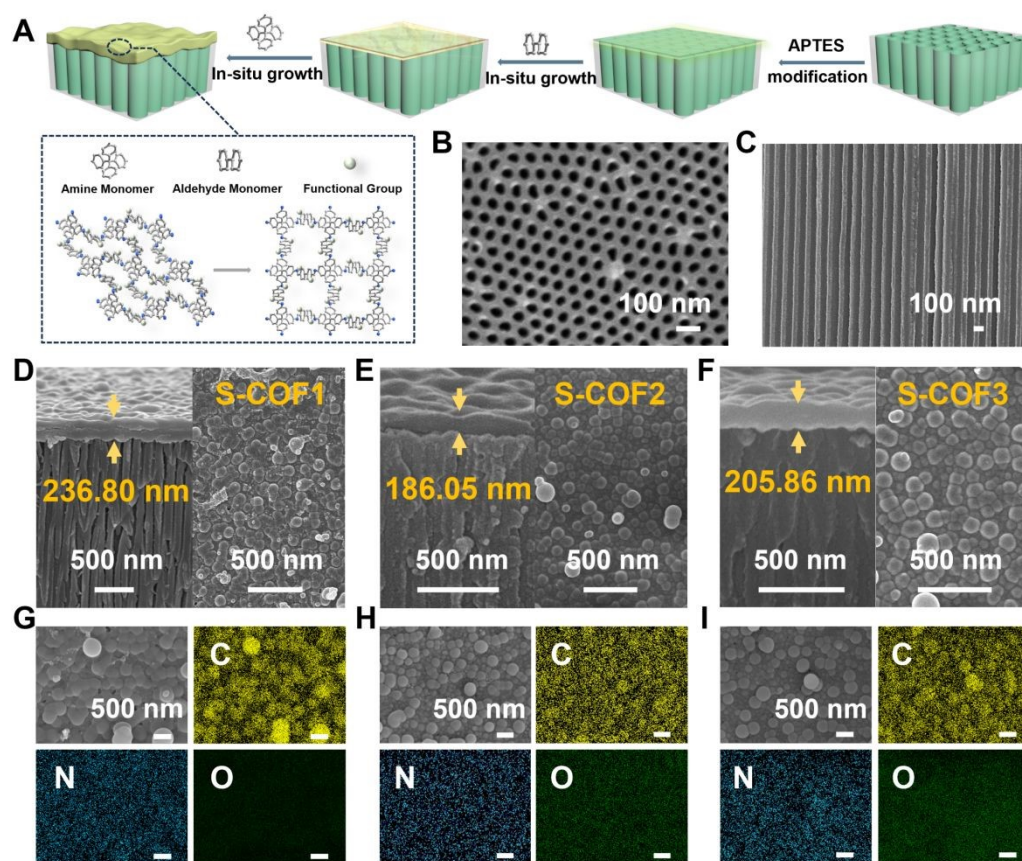 A
In-situ growth
In-situ growth
APTES
modification
Amine Monomer
Aldehyde Monomer
Functional Group
B
100 nm
C
100 nm
D
S-COF1
236.80 nm
500 nm
500 nm
E
S-COF2
186.05 nm
500 nm
500 nm
F
S-COF3
205.86 nm
500 nm
500 nm
G
500 nm
C
N
O
H
500 nm
C
N
O
I
500 nm
C
N
O